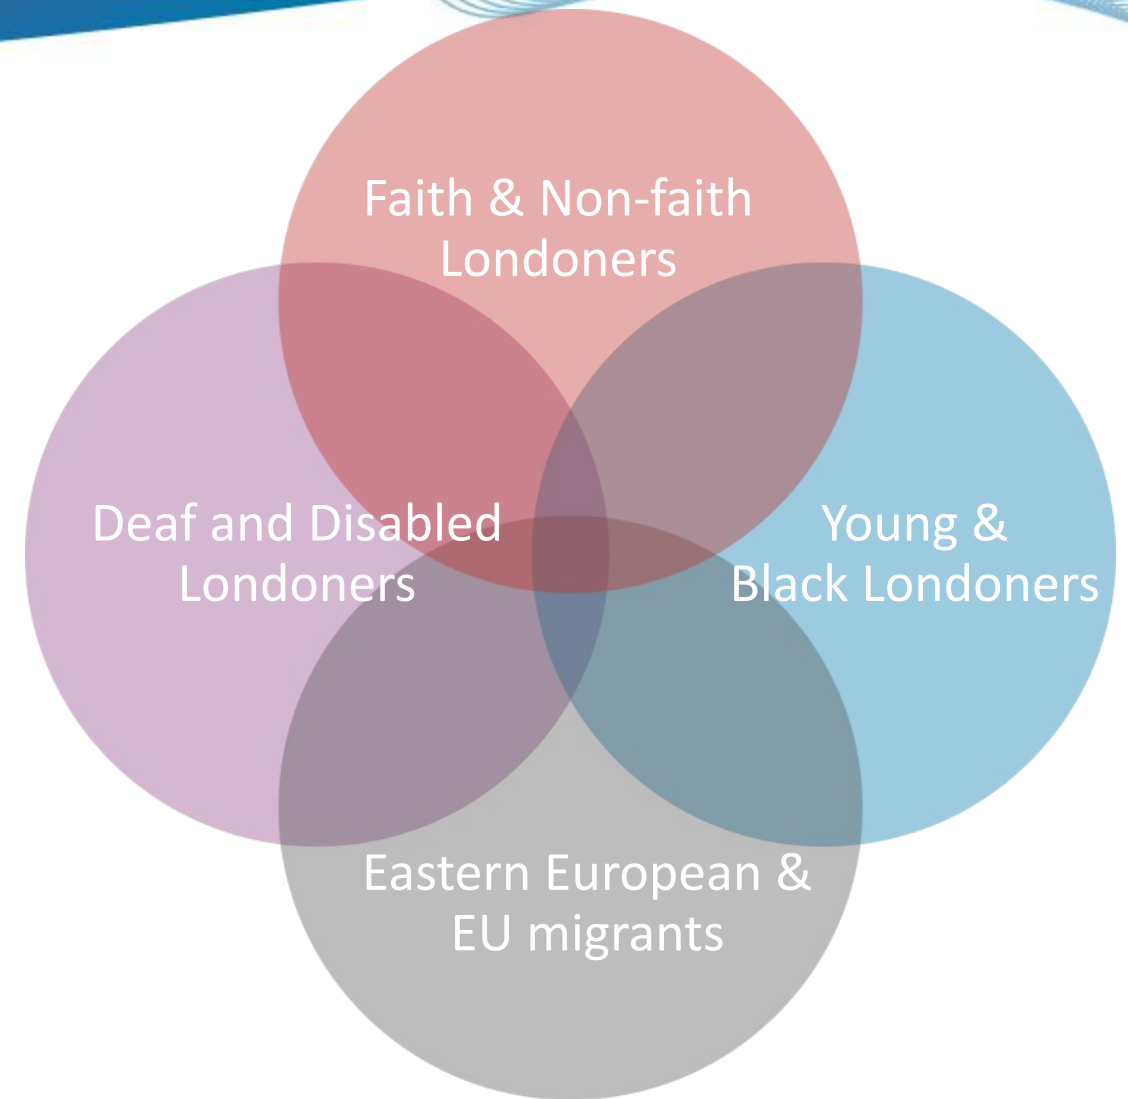 Faith & Non-faith
Londoners
Deaf and Disabled
Londoners
Young &
Black Londoners
Eastern European &
EU migrants